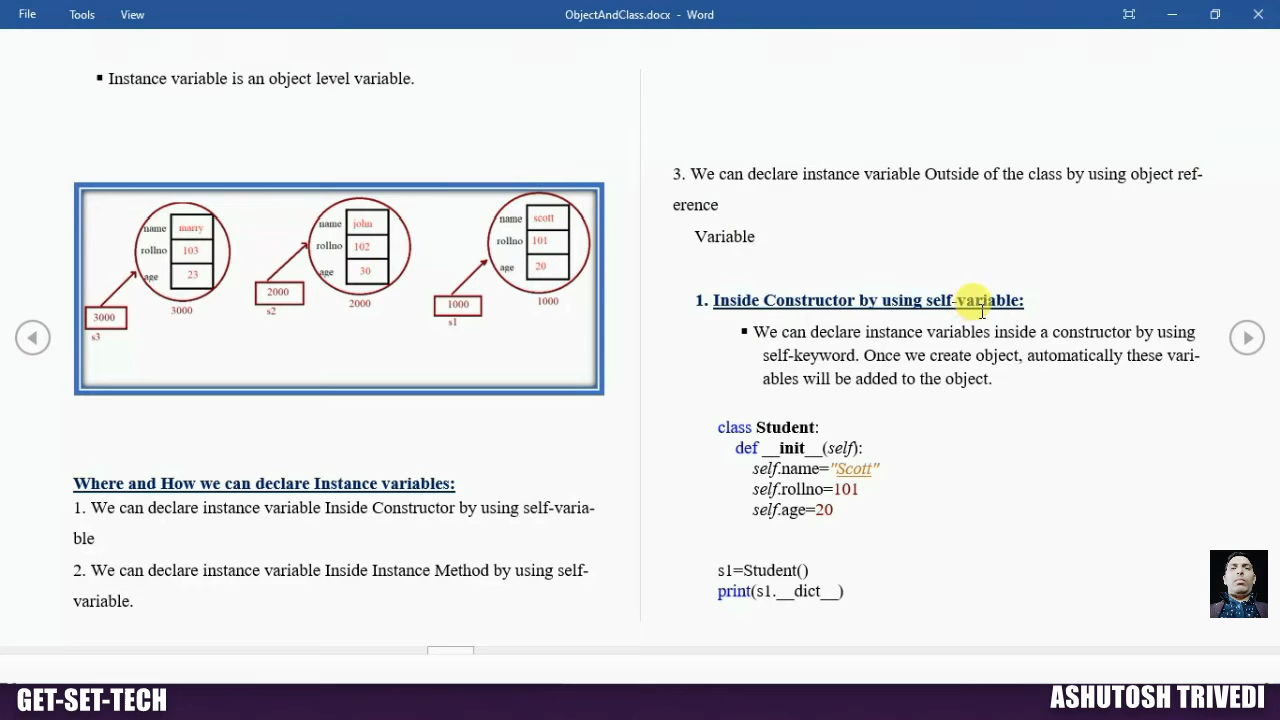 File Tools View
ObjectAndClass.docx - Word
▪ Instance variable is an object level variable.
name marry
rollno 103
age 23
3000
3000
s3
name john
rollno 102
age 30
2000
2000
s2
name scott
rollno 101
age 20
1000
1000
s1
Where and How we can declare Instance variables:
1. We can declare instance variable Inside Constructor by using self-varia-
ble
2. We can declare instance variable Inside Instance Method by using self-
variable.
3. We can declare instance variable Outside of the class by using object ref-
erence
Variable
1. Inside Constructor by using self-variable:
▪ We can declare instance variables inside a constructor by using
self-keyword. Once we create object, automatically these vari-
ables will be added to the object.
class Student:
def __init__(self):
self.name="Scott"
self.rollno=101
self.age=20
s1=Student()
print(s1.__dict__)
GET-SET-TECH
ASHUTOSH TRIVEDI